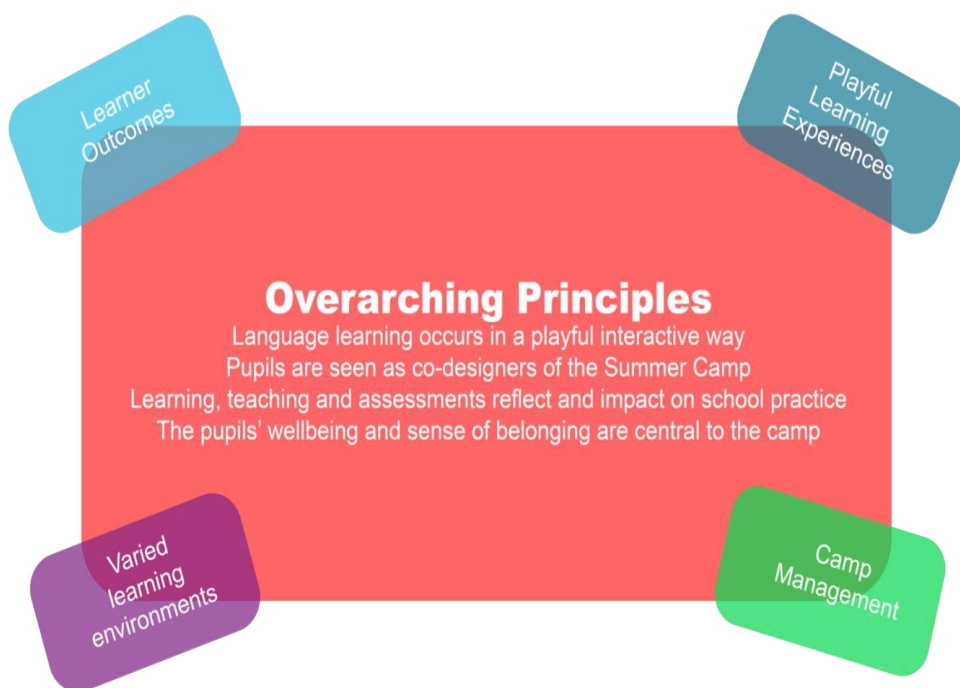 Learner
Outcomes
Playful
Learning
Experiences
Overarching Principles
Language learning occurs in a playful interactive way
Pupils are seen as co-designers of the Summer Camp
Learning, teaching and assessments reflect and impact on school practice
The pupils' wellbeing and sense of belonging are central to the camp
Varied
learning
environments
Camp
Management